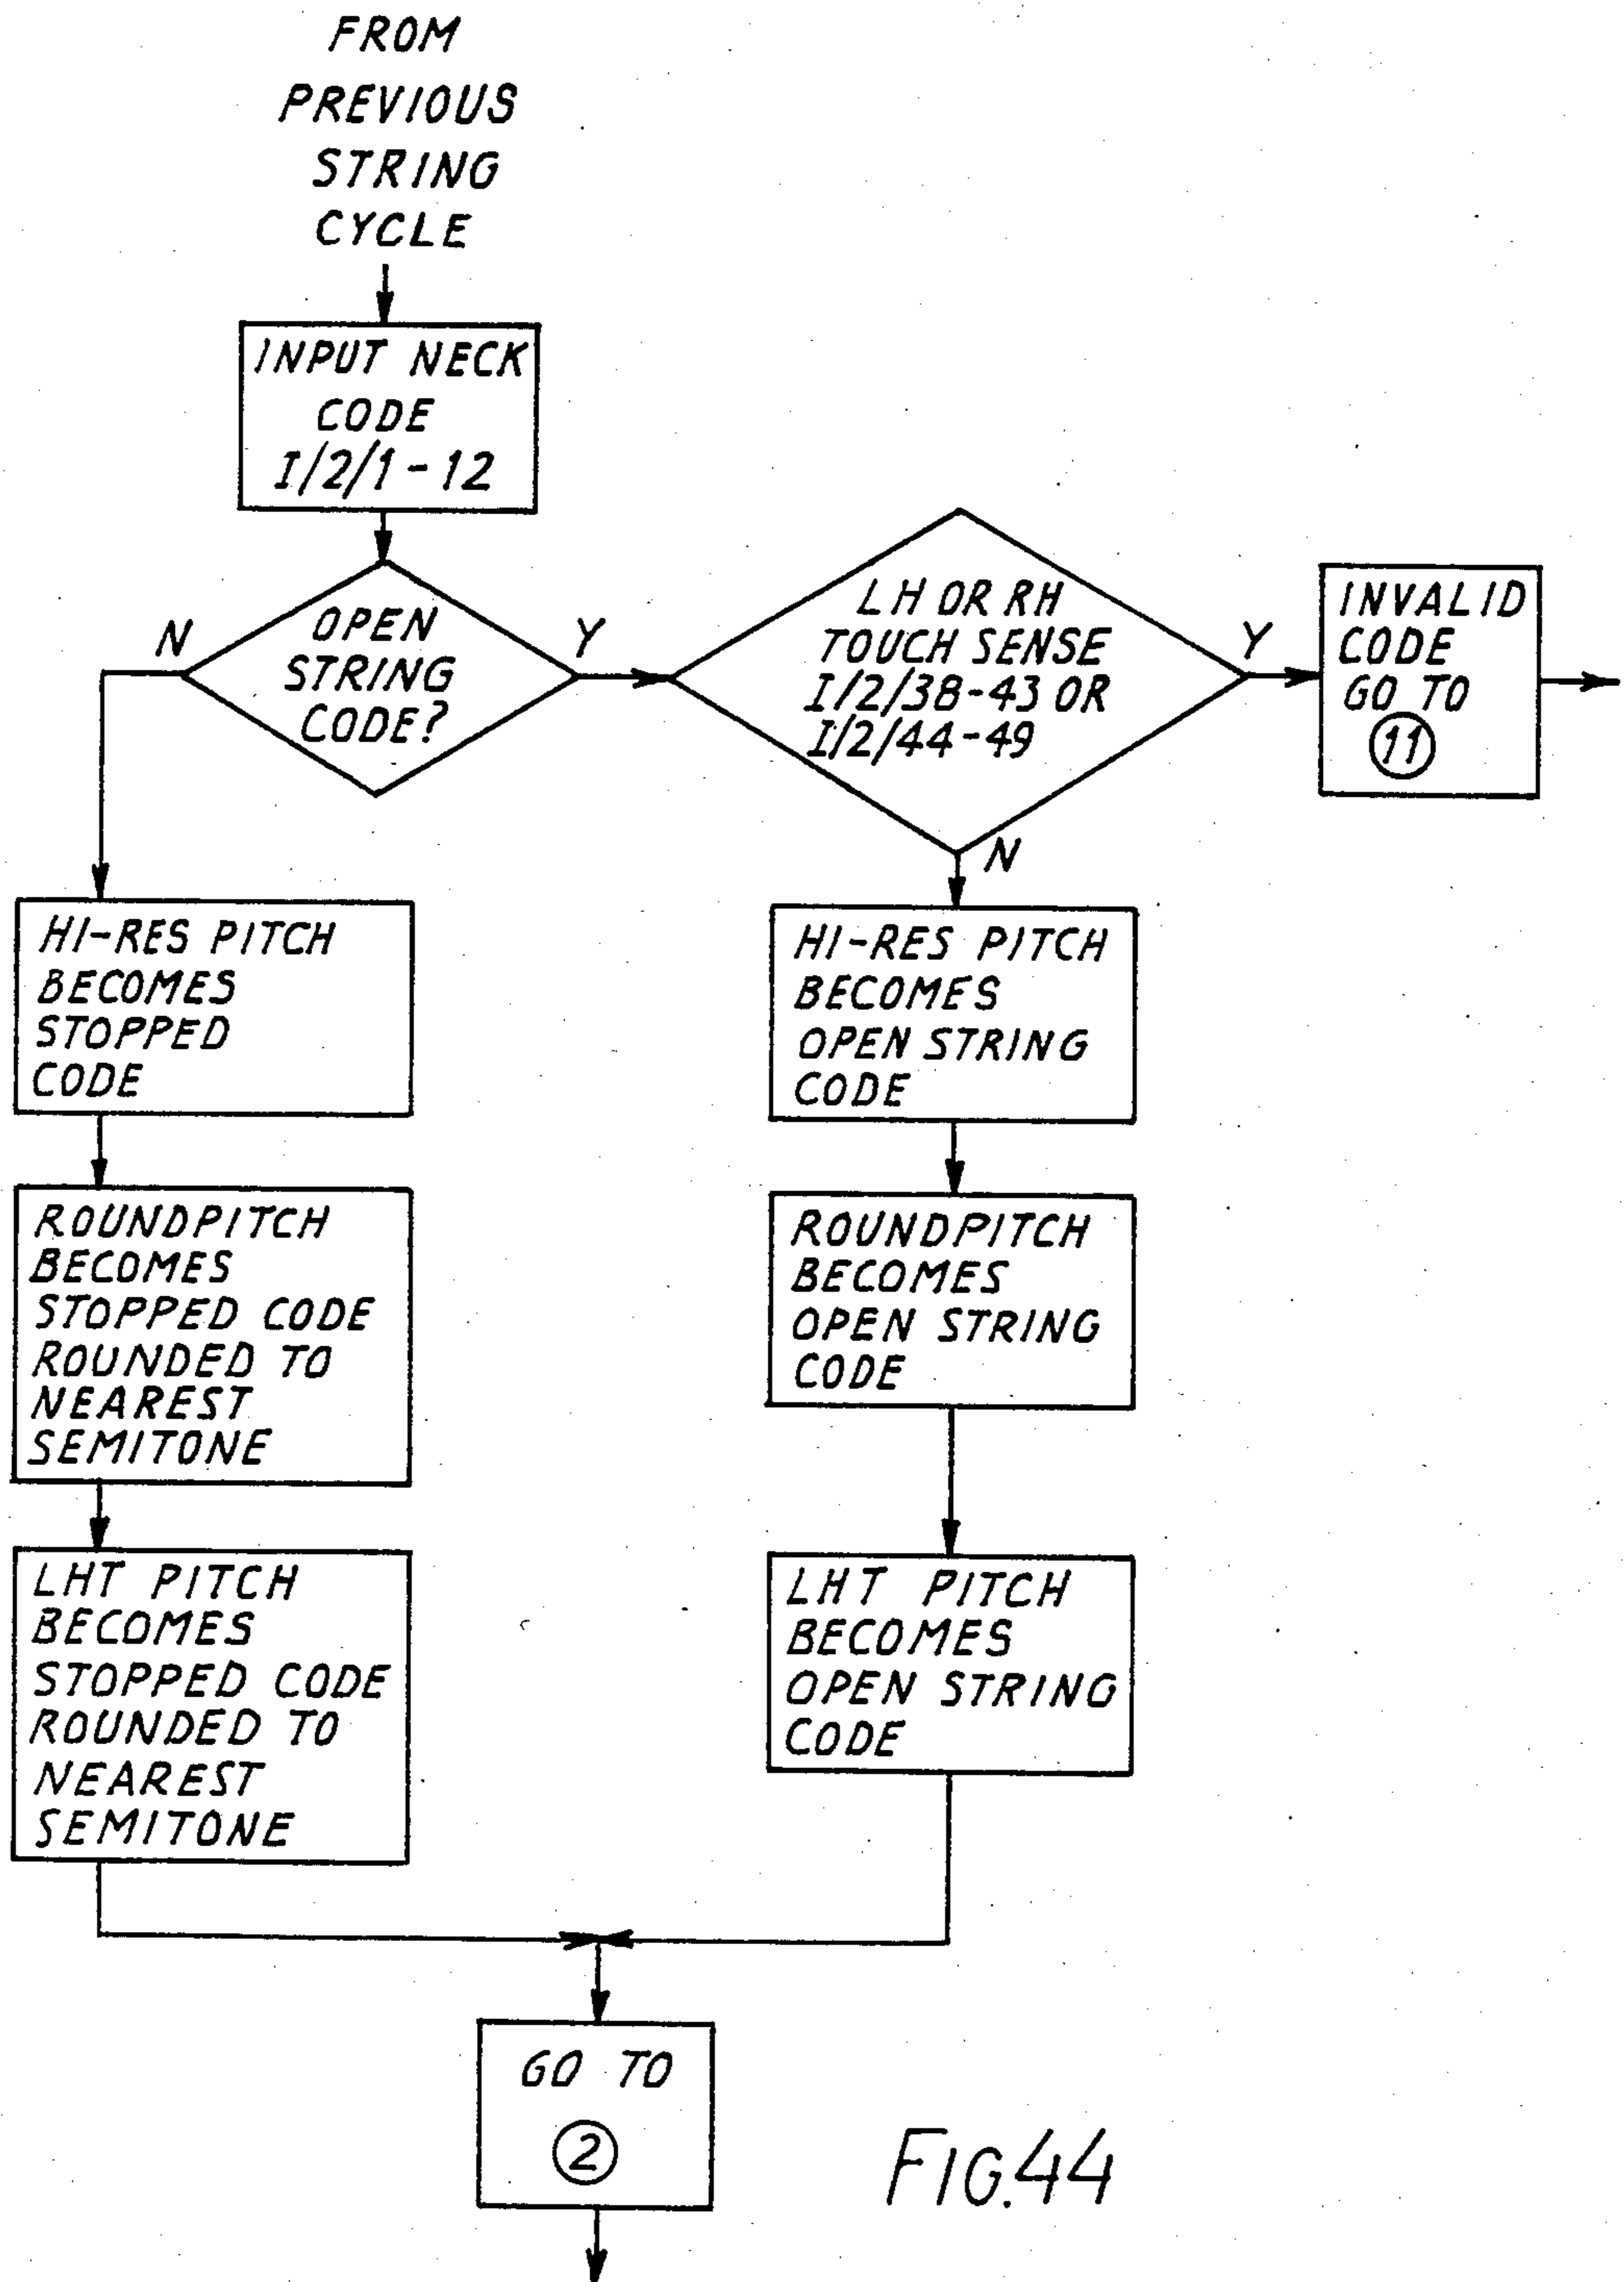 FROM
PREVIOUS
STRING
CYCLE
INPUT NECK
CODE
I/2/1-12
OPEN
STRING
CODE?
N
Y
LH OR RH
TOUCH SENSE
I/2/38-43 OR
I/2/44-49
Y
N
INVALID
CODE
GO TO
11
HI-RES PITCH
BECOMES
STOPPED
CODE
ROUNDPITCH
BECOMES
STOPPED CODE
ROUNDED TO
NEAREST
SEMITONE
LHT PITCH
BECOMES
STOPPED CODE
ROUNDED TO
NEAREST
SEMITONE
HI-RES PITCH
BECOMES
OPEN STRING
CODE
ROUNDPITCH
BECOMES
OPEN STRING
CODE
LHT PITCH
BECOMES
OPEN STRING
CODE
GO TO
2
FIG.44